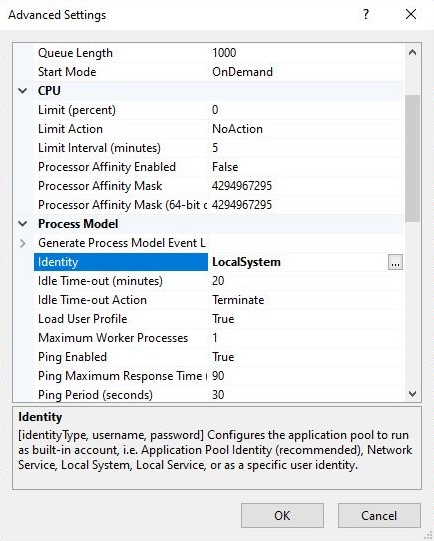 Advanced Settings ?
Queue Length 1000
Start Mode OnDemand
CPU
Limit (percent) 0
Limit Action NoAction
Limit Interval (minutes) 5
Processor Affinity Enabled False
Processor Affinity Mask 4294967295
Processor Affinity Mask (64-bit c 4294967295
Process Model
Generate Process Model Event L
Identity LocalSystem ...
Idle Time-out (minutes) 20
Idle Time-out Action Terminate
Load User Profile True
Maximum Worker Processes 1
Ping Enabled True
Ping Maximum Response Time ( 90
Ping Period (seconds) 30
Identity
[identityType, username, password] Configures the application pool to run
as built-in account, i.e. Application Pool Identity (recommended), Network
Service, Local System, Local Service, or as a specific user identity.
OK Cancel